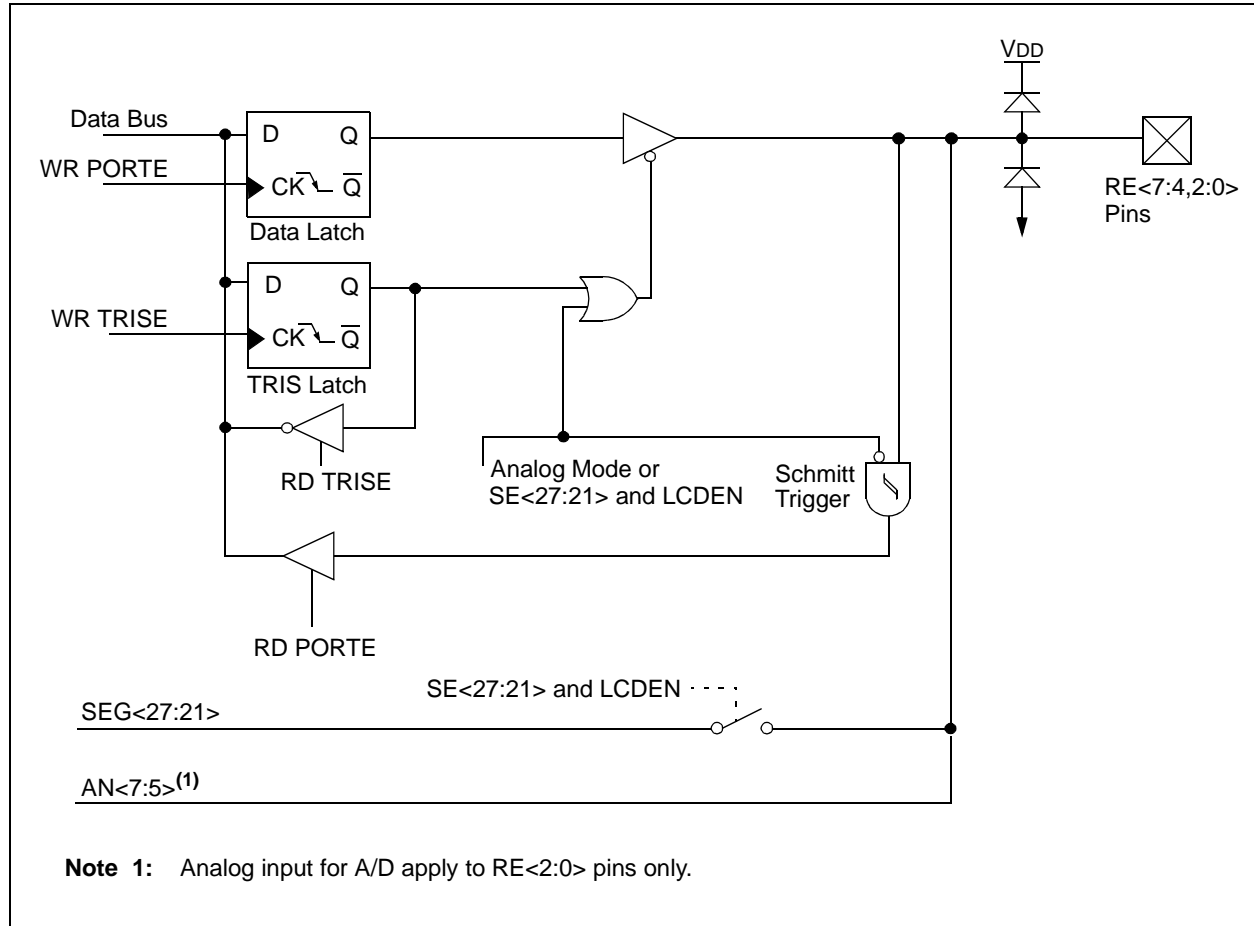 VDD
Data Bus
D Q
WR PORTE
CK Q
RE<7:4,2:0>
Pins
Data Latch
D Q
WR TRISE
CK Q
TRIS Latch
RD TRISE
Analog Mode or
SE<27:21> and LCDEN
Schmitt
Trigger
RD PORTE
SE<27:21> and LCDEN
SEG<27:21>
AN<7:5>(1)
Note 1: Analog input for A/D apply to RE<2:0> pins only.